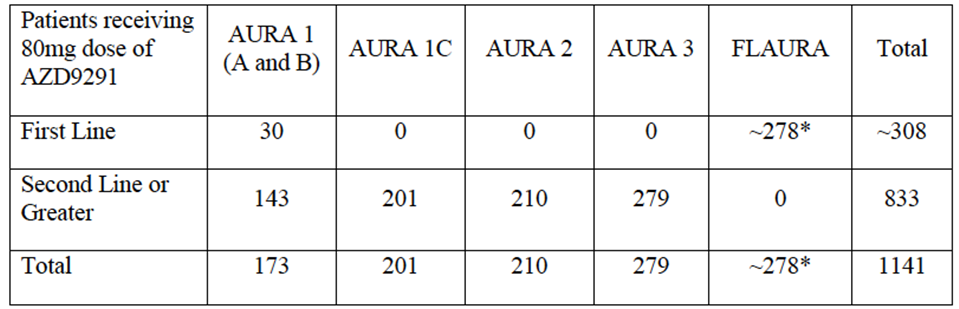 Patients receiving 80mg dose of AZD9291 AURA 1 (A and B) AURA 1C AURA 2 AURA 3 FLAURA Total
First Line 30 0 0 0 ~278* ~308
Second Line or Greater 143 201 210 279 0 833
Total 173 201 210 279 ~278* 1141